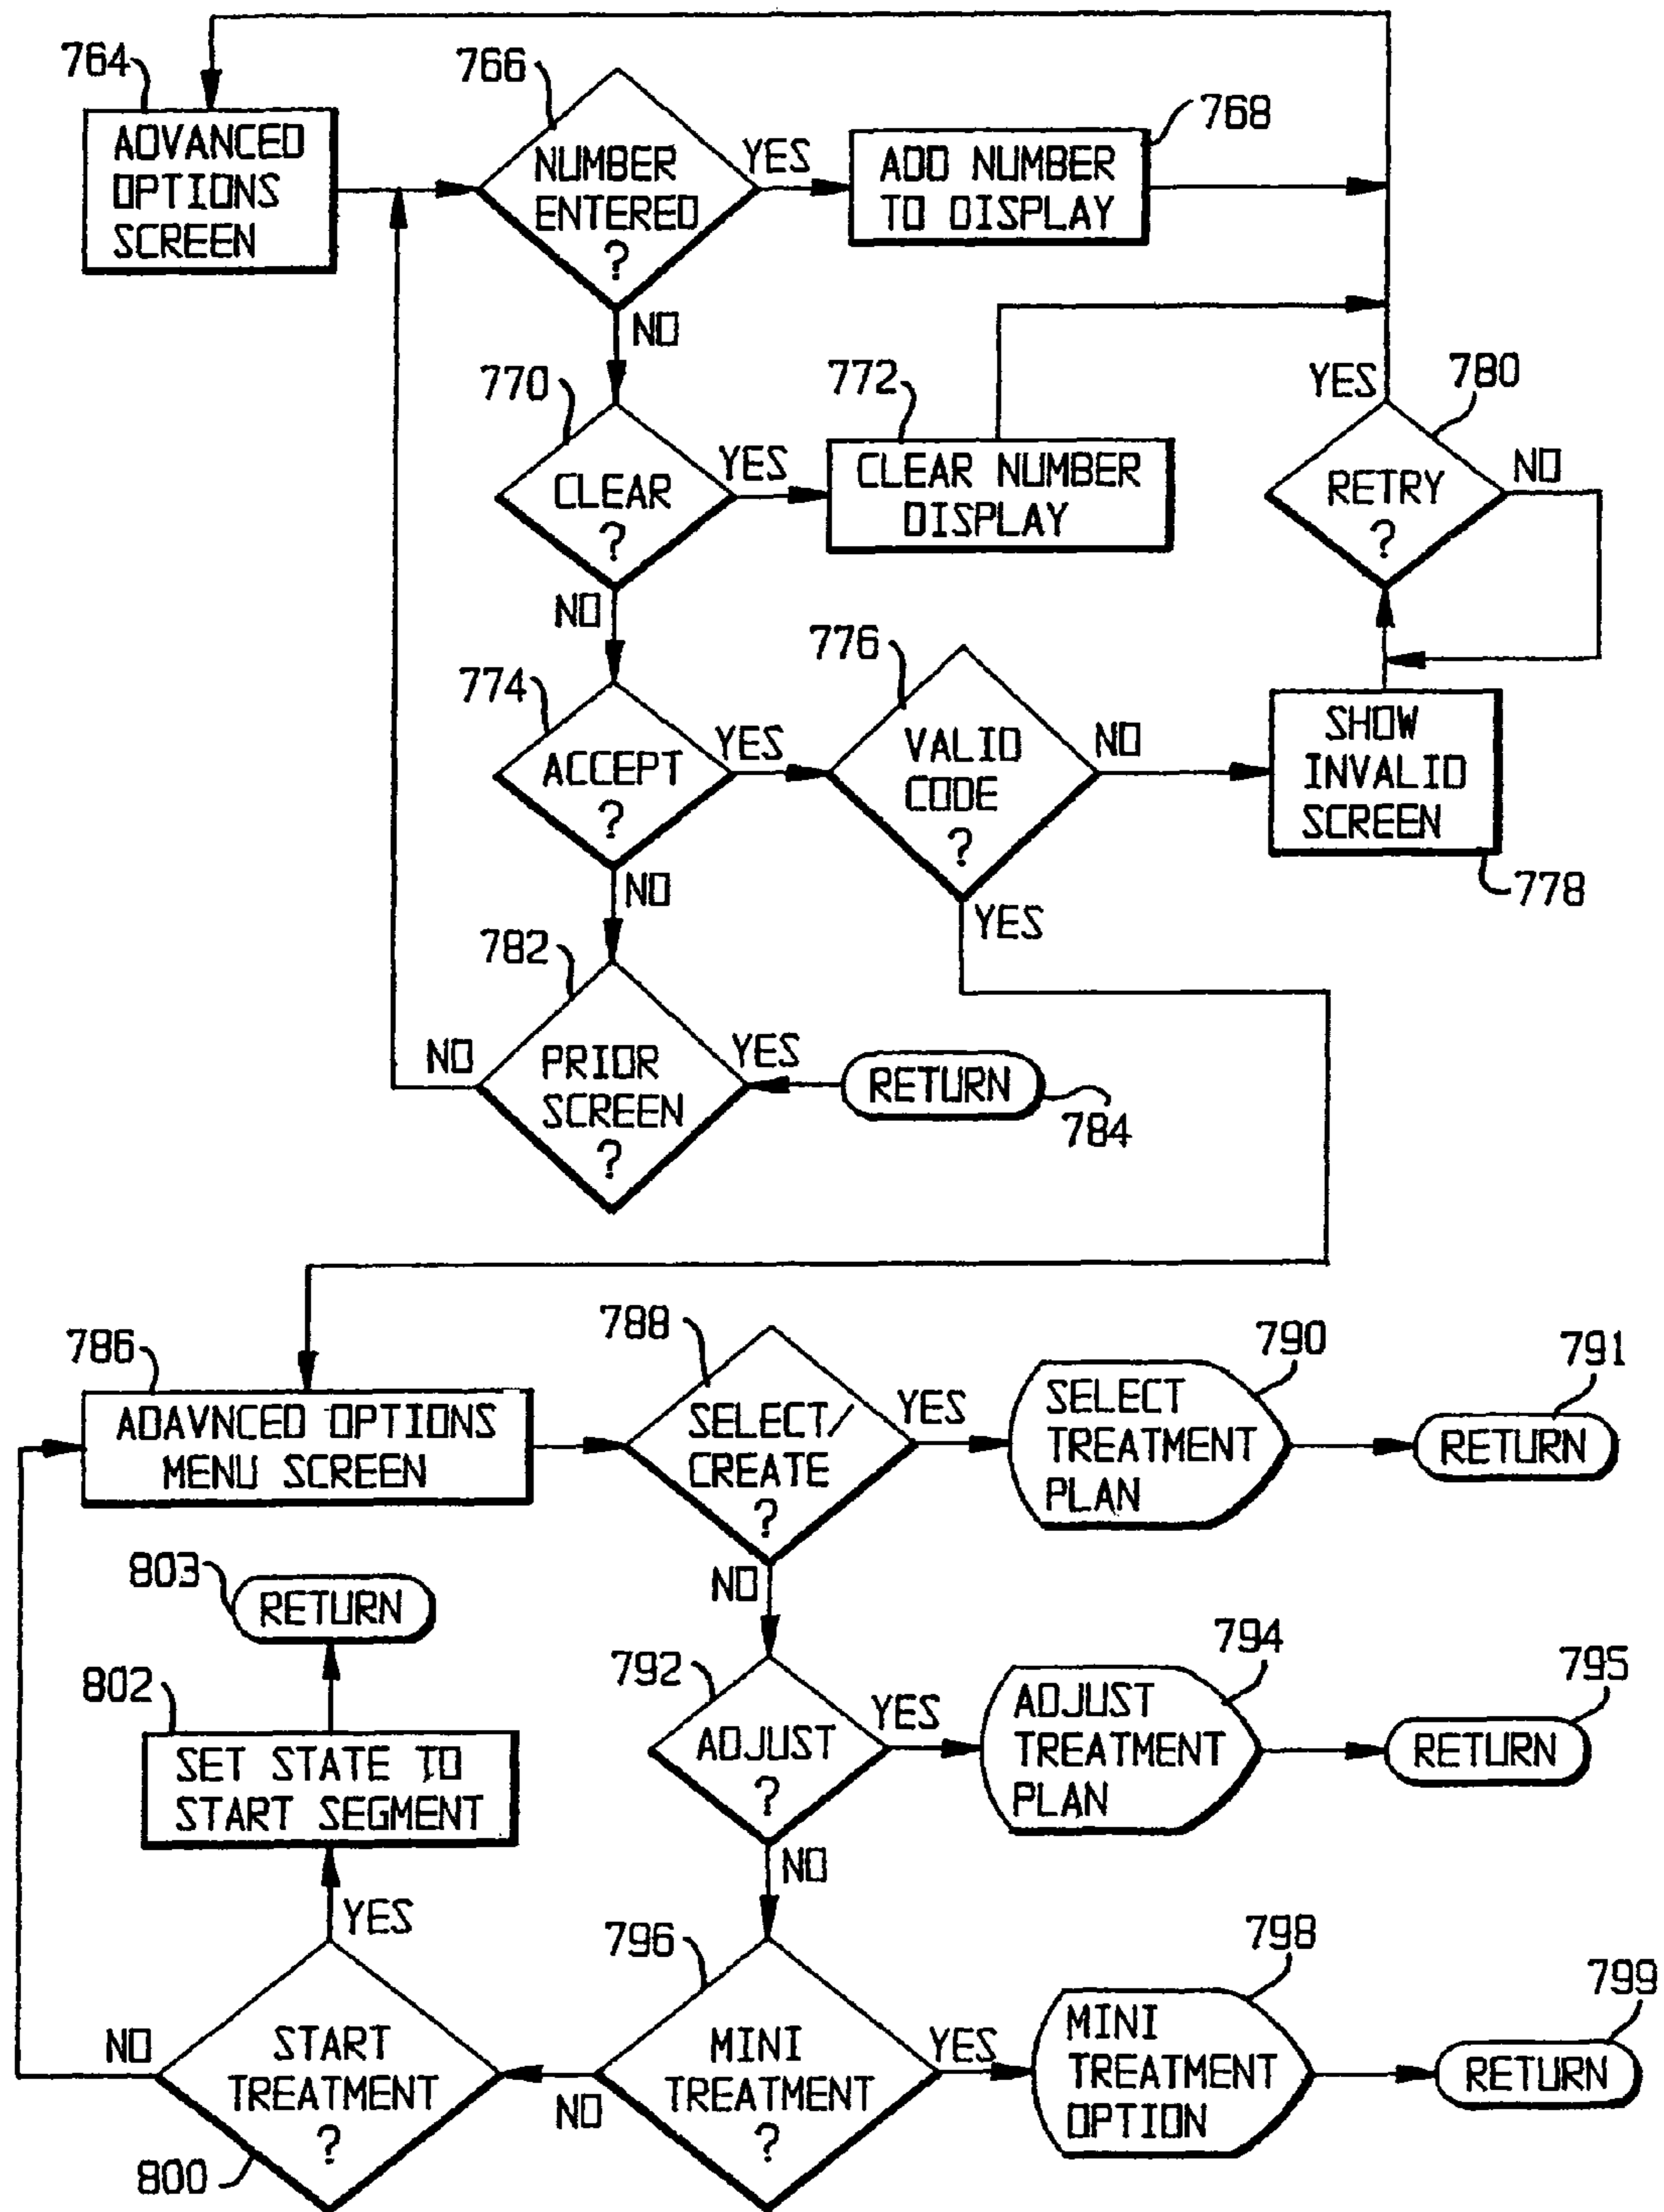 764
ADVANCED
OPTIONS
SCREEN
766
NUMBER
ENTERED
?
YES
768
ADD NUMBER
TO DISPLAY
NO
770
CLEAR
?
YES
772
CLEAR NUMBER
DISPLAY
YES
780
RETRY
?
NO
NO
774
ACCEPT
?
YES
776
VALID
CODE
?
NO
SHOW
INVALID
SCREEN
778
NO
YES
782
PRIOR
SCREEN
?
NO
YES
RETURN
784
786
ADAVNCED OPTIONS
MENU SCREEN
788
SELECT/
CREATE
?
YES
790
SELECT
TREATMENT
PLAN
791
RETURN
NO
803
RETURN
792
ADJUST
?
YES
794
ADJUST
TREATMENT
PLAN
795
RETURN
802
SET STATE TO
START SEGMENT
NO
YES
796
MINI
TREATMENT
?
YES
798
MINI
TREATMENT
OPTION
799
RETURN
NO
START
TREATMENT
?
NO
800